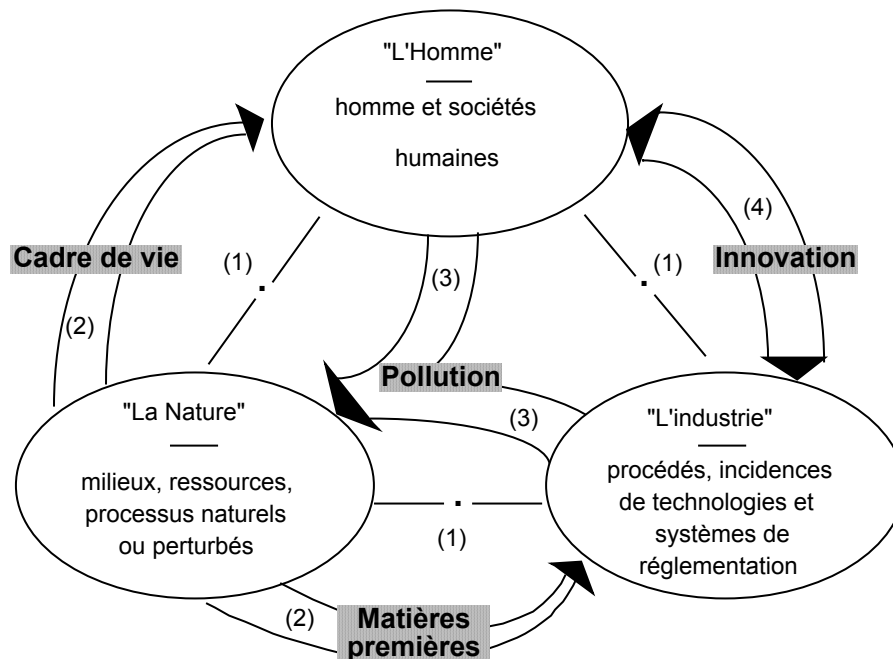 "L'Homme"
homme et sociétés
humaines
(4)
Cadre de vie
(1)
(3)
(1)
Innovation
(2)
Pollution
"La Nature"
(3)
"L'industrie"
milieux, ressources,
processus naturels
ou perturbés
procédés, incidences
de technologies et
systèmes de
réglementation
(1)
(2)
Matières
premières